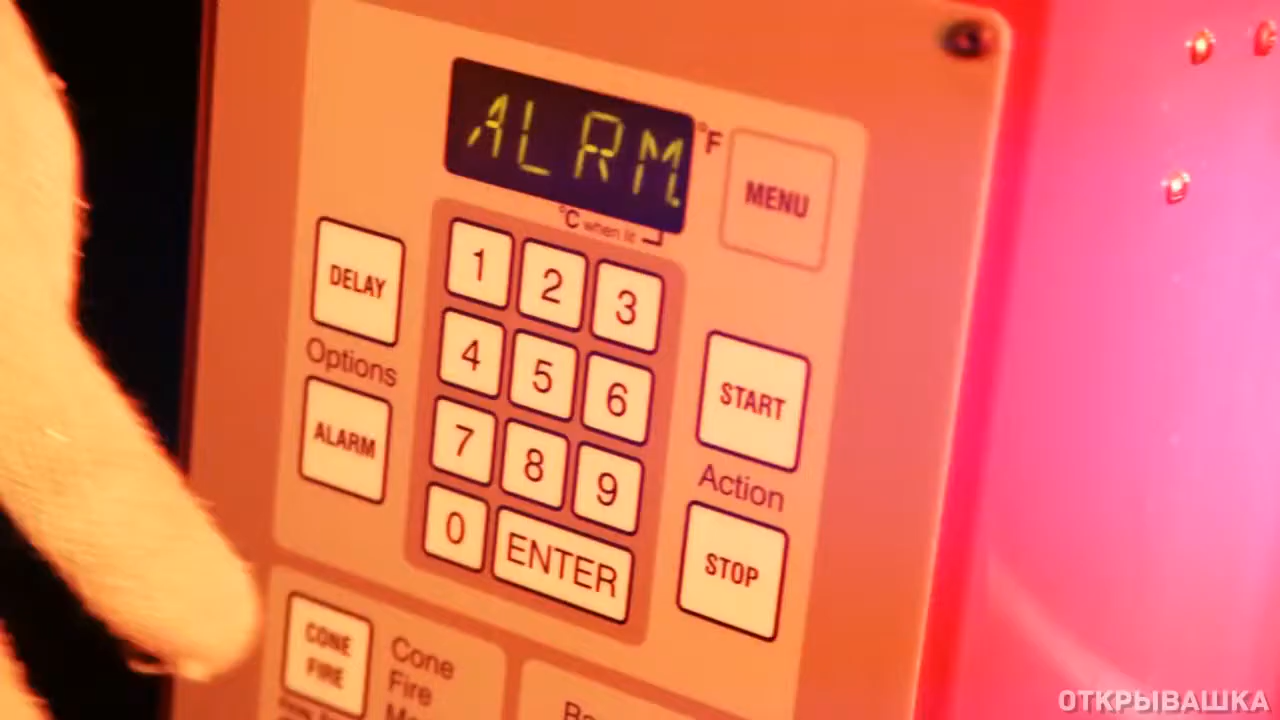 ALRM
°F
MENU
°C when lit
DELAY
Options
ALARM
1 2 3
4 5 6
7 8 9
0 ENTER
START
Action
STOP
CONE
FIRE
Cone
Fire
ОТКРЫВАШКА